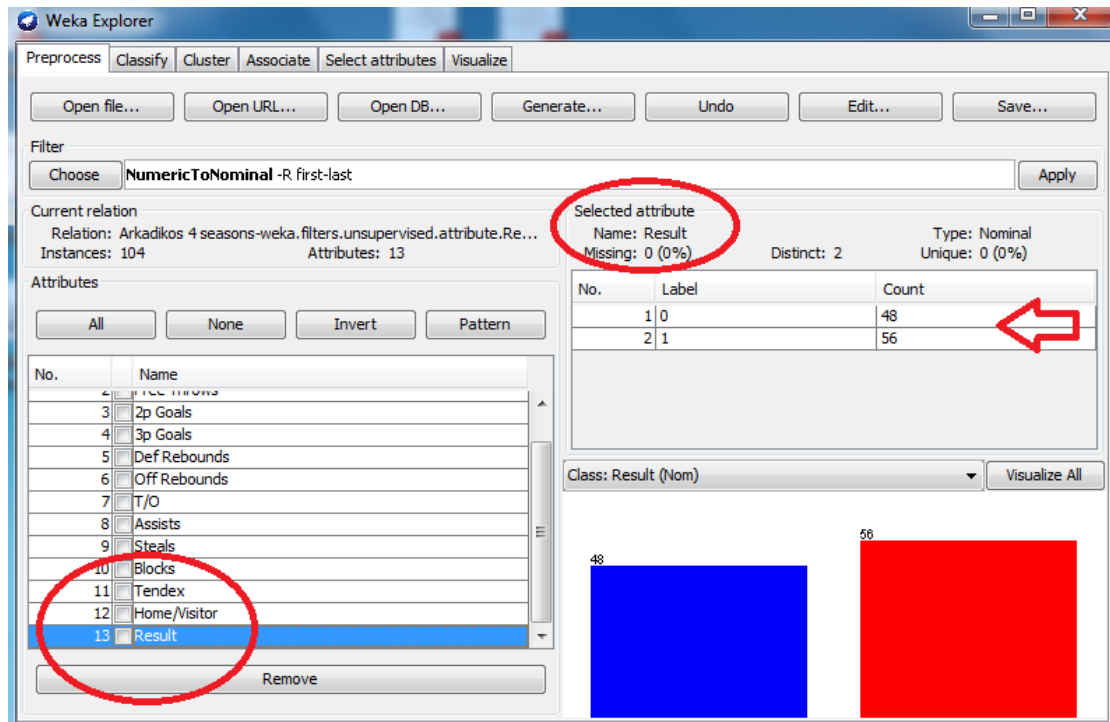 Weka Explorer
Preprocess Classify Cluster Associate Select attributes Visualize
Open file... Open URL... Open DB... Generate... Undo Edit... Save...
Filter
Choose NumericToNominal -R first-last Apply
Current relation
Relation: Arkadikos 4 seasons-weka.filters.unsupervised.attribute.Re...
Instances: 104 Attributes: 13
Attributes
All None Invert Pattern
No. Name
2 Free Throws
3 2p Goals
4 3p Goals
5 Def Rebounds
6 Off Rebounds
7 T/O
8 Assists
9 Steals
10 Blocks
11 Tendex
12 Home/Visitor
13 Result
Remove
Selected attribute
Name: Result Type: Nominal
Missing: 0 (0%) Distinct: 2 Unique: 0 (0%)
No. Label Count
1 0 48
2 1 56
Class: Result (Nom) Visualize All
48
56